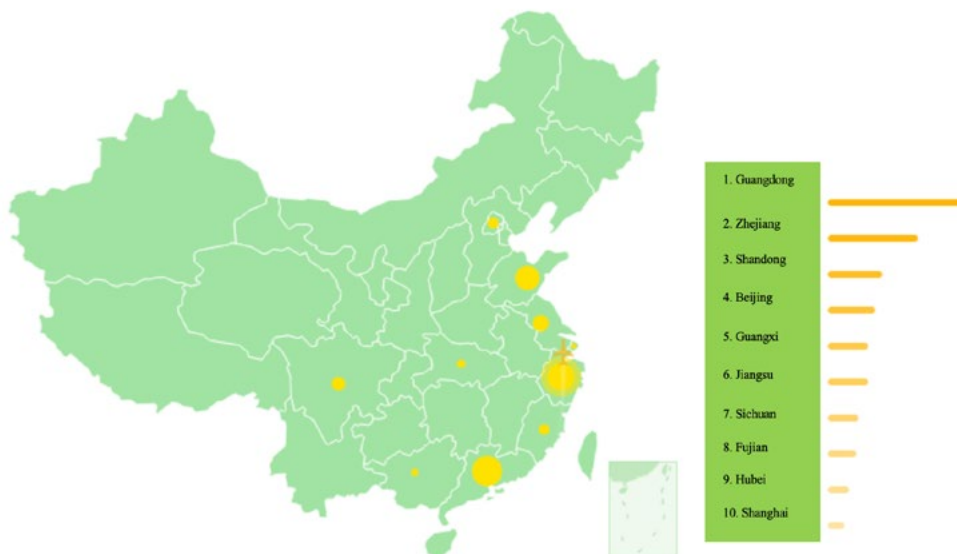 1. Guangdong
2. Zhejiang
3. Shandong
4. Beijing
5. Guangxi
6. Jiangsu
7. Sichuan
8. Fujian
9. Hubei
10. Shanghai